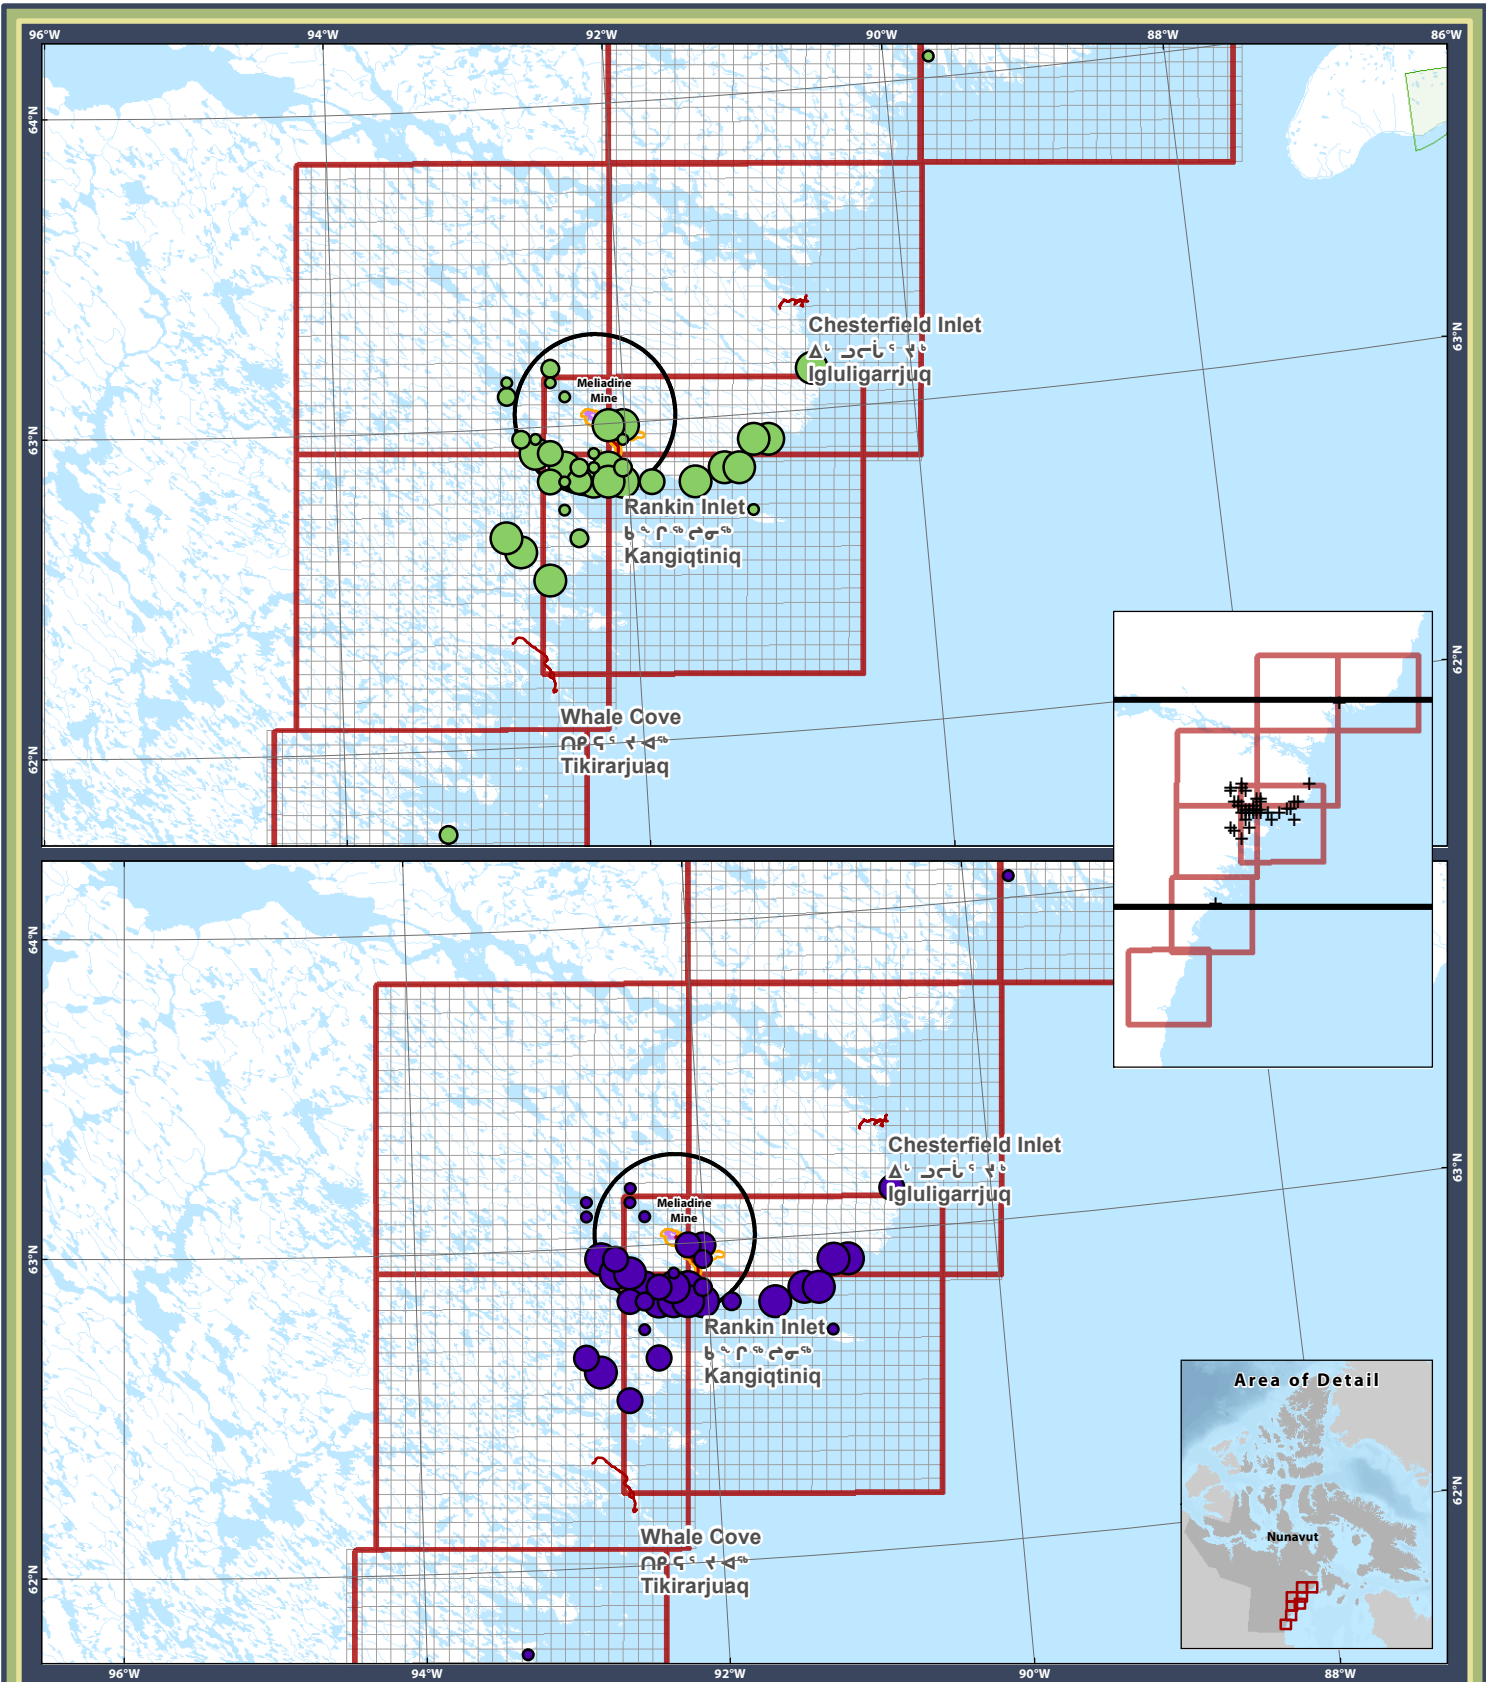 96°W
94°W
92°W
90°W
88°W
86°W
64°N
63°N
63°N
62°N
62°N
Chesterfield Inlet
Igluligarrjuq
Meliadine
Mine
Rankin Inlet
Kangiqtiniq
Whale Cove
Tikirarjuaq
64°N
63°N
63°N
62°N
62°N
Chesterfield Inlet
Igluligarrjuq
Meliadine
Mine
Rankin Inlet
Kangiqtiniq
Whale Cove
Tikirarjuaq
Area of Detail
Nunavut
96°W
94°W
92°W
90°W
88°W